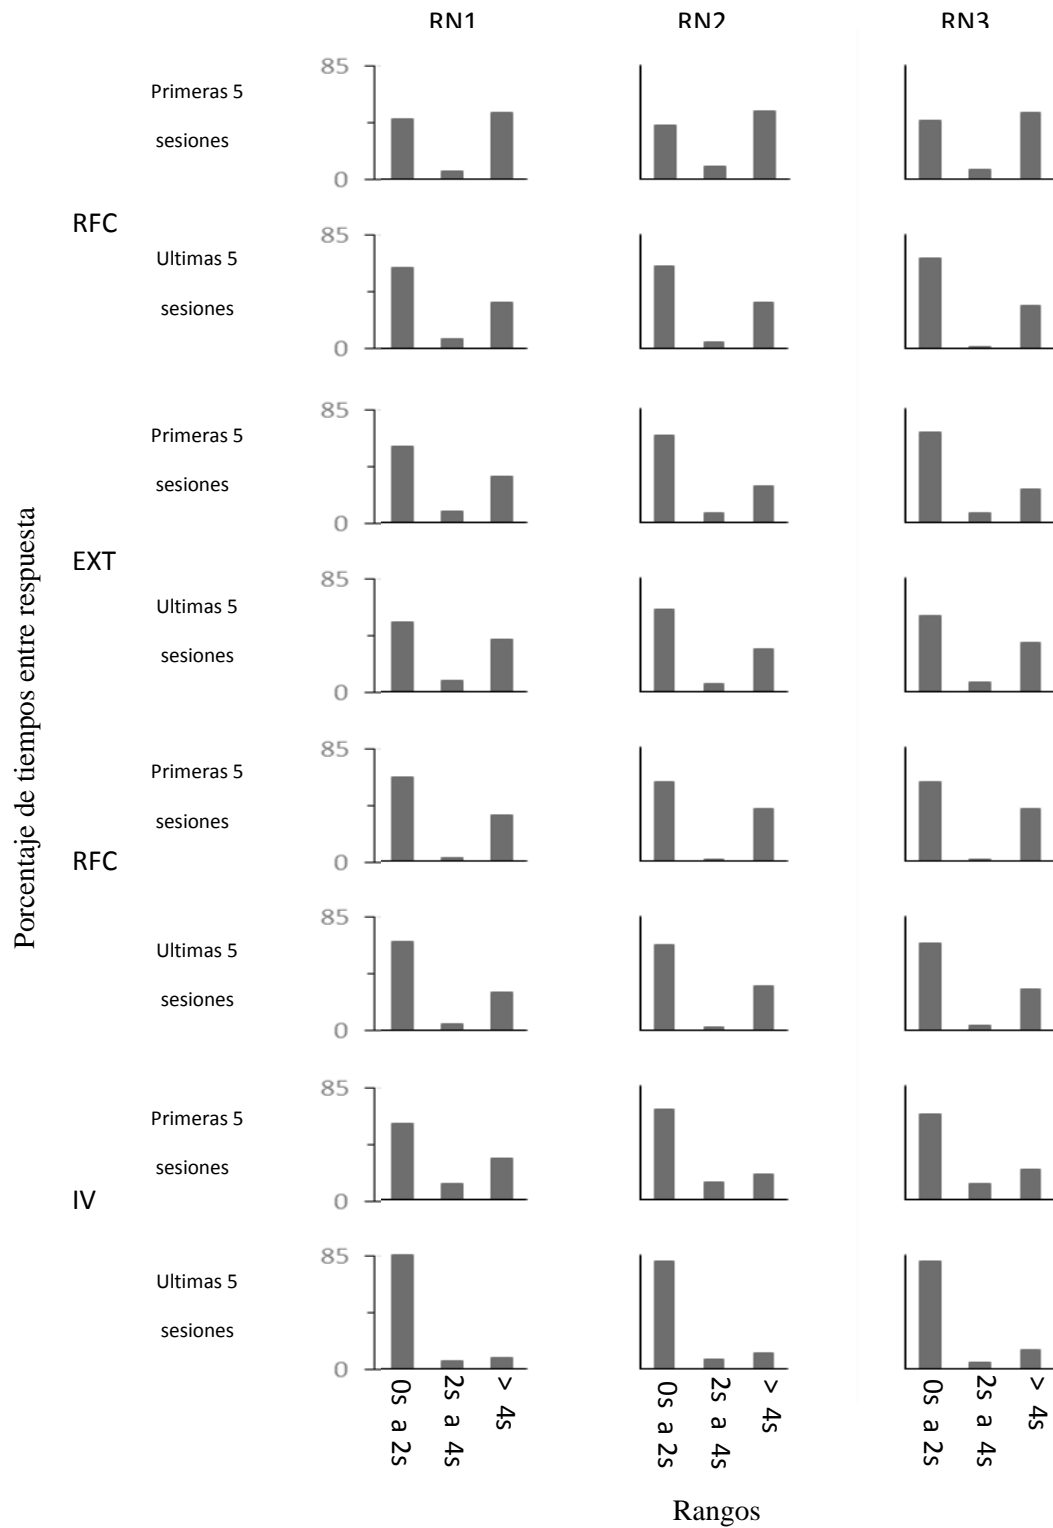 RN1 RN2 RN3
85
Primeras 5
sesiones
0
RFC
85
Ultimas 5
sesiones
0
85
Primeras 5
sesiones
0
EXT
85
Ultimas 5
sesiones
0
85
Primeras 5
sesiones
0
RFC
85
Ultimas 5
sesiones
0
85
Primeras 5
sesiones
0
IV
85
Ultimas 5
sesiones
0
Porcentaje de tiempos entre respuesta
0s a 2s 2s a 4s > 4s 0s a 2s 2s a 4s > 4s 0s a 2s 2s a 4s > 4s
Rangos